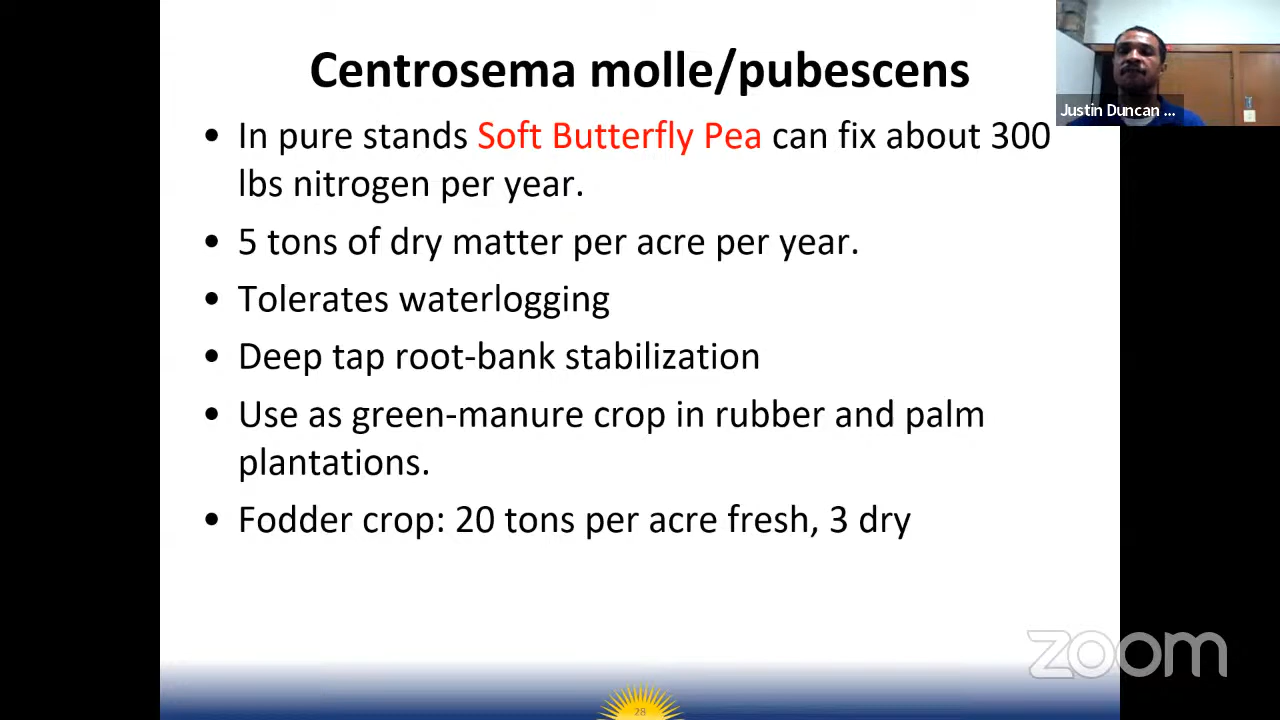 Centrosema molle/pubescens
Justin Duncan ...
• In pure stands Soft Butterfly Pea can fix about 300
lbs nitrogen per year.
• 5 tons of dry matter per acre per year.
• Tolerates waterlogging
• Deep tap root-bank stabilization
• Use as green-manure crop in rubber and palm
plantations.
• Fodder crop: 20 tons per acre fresh, 3 dry
zoom
28